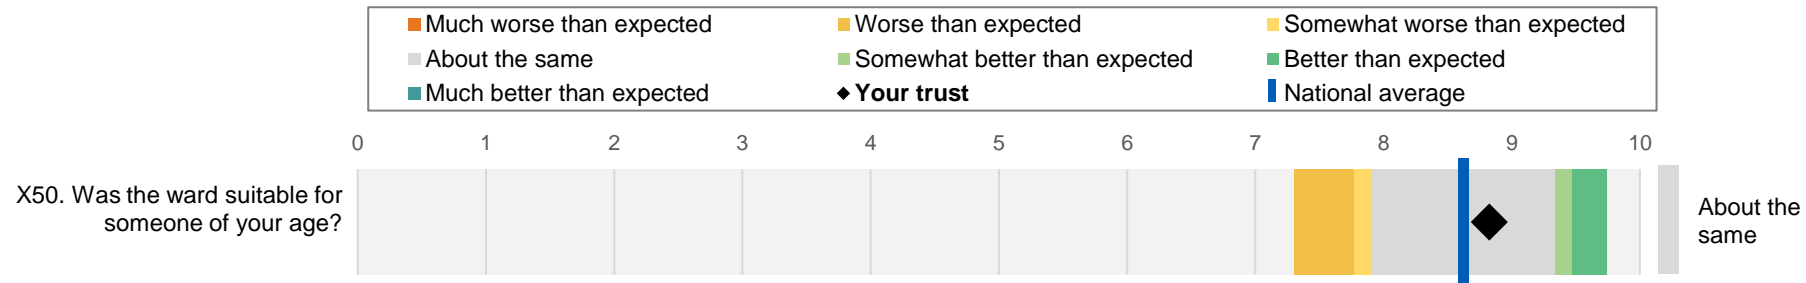 Much worse than expected
Worse than expected
Somewhat worse than expected
About the same
Somewhat better than expected
Better than expected
Much better than expected
Your trust
National average
0 1 2 3 4 5 6 7 8 9 10
X50. Was the ward suitable for
someone of your age?
About the
same